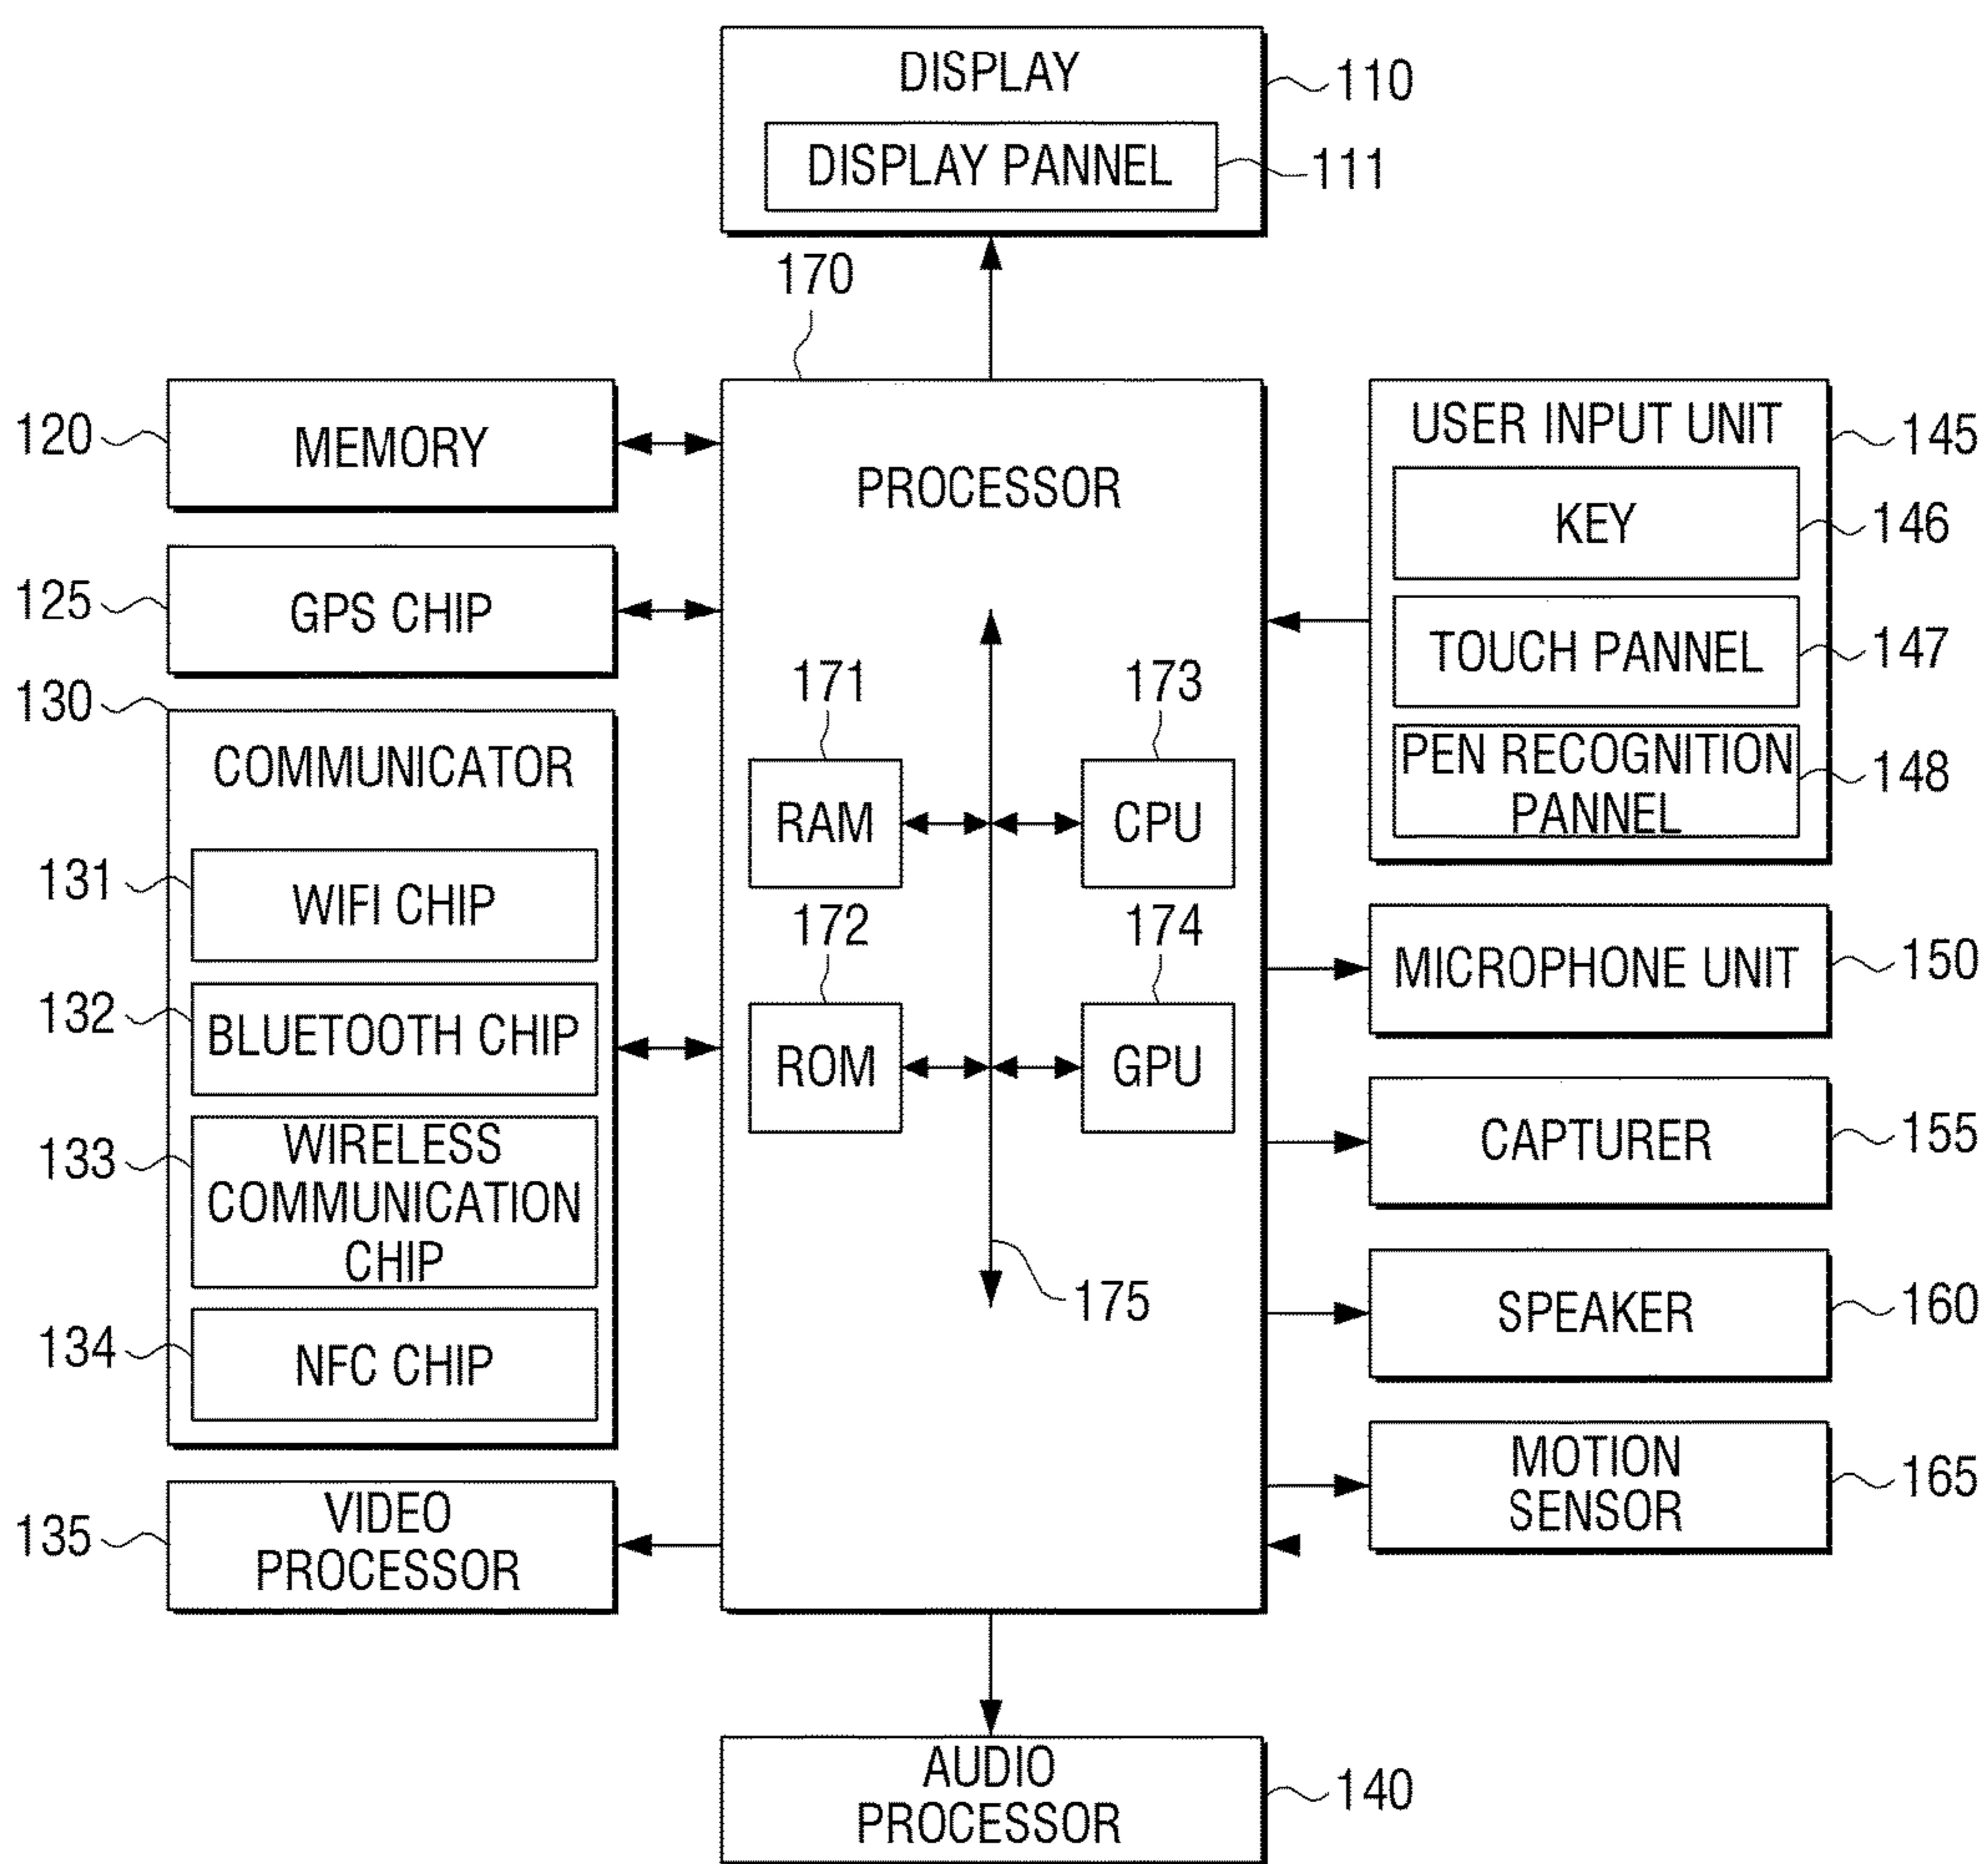 DISPLAY
110
DISPLAY PANNEL
111
170
120
MEMORY
125
GPS CHIP
130
COMMUNICATOR
131
WIFI CHIP
132
BLUETOOTH CHIP
133
WIRELESS
COMMUNICATION
CHIP
134
NFC CHIP
135
VIDEO
PROCESSOR
PROCESSOR
171
RAM
173
CPU
172
ROM
174
GPU
175
USER INPUT UNIT
145
KEY
146
TOUCH PANNEL
147
PEN RECOGNITION
PANNEL
148
MICROPHONE UNIT
150
CAPTURER
155
SPEAKER
160
MOTION
SENSOR
165
AUDIO
PROCESSOR
140